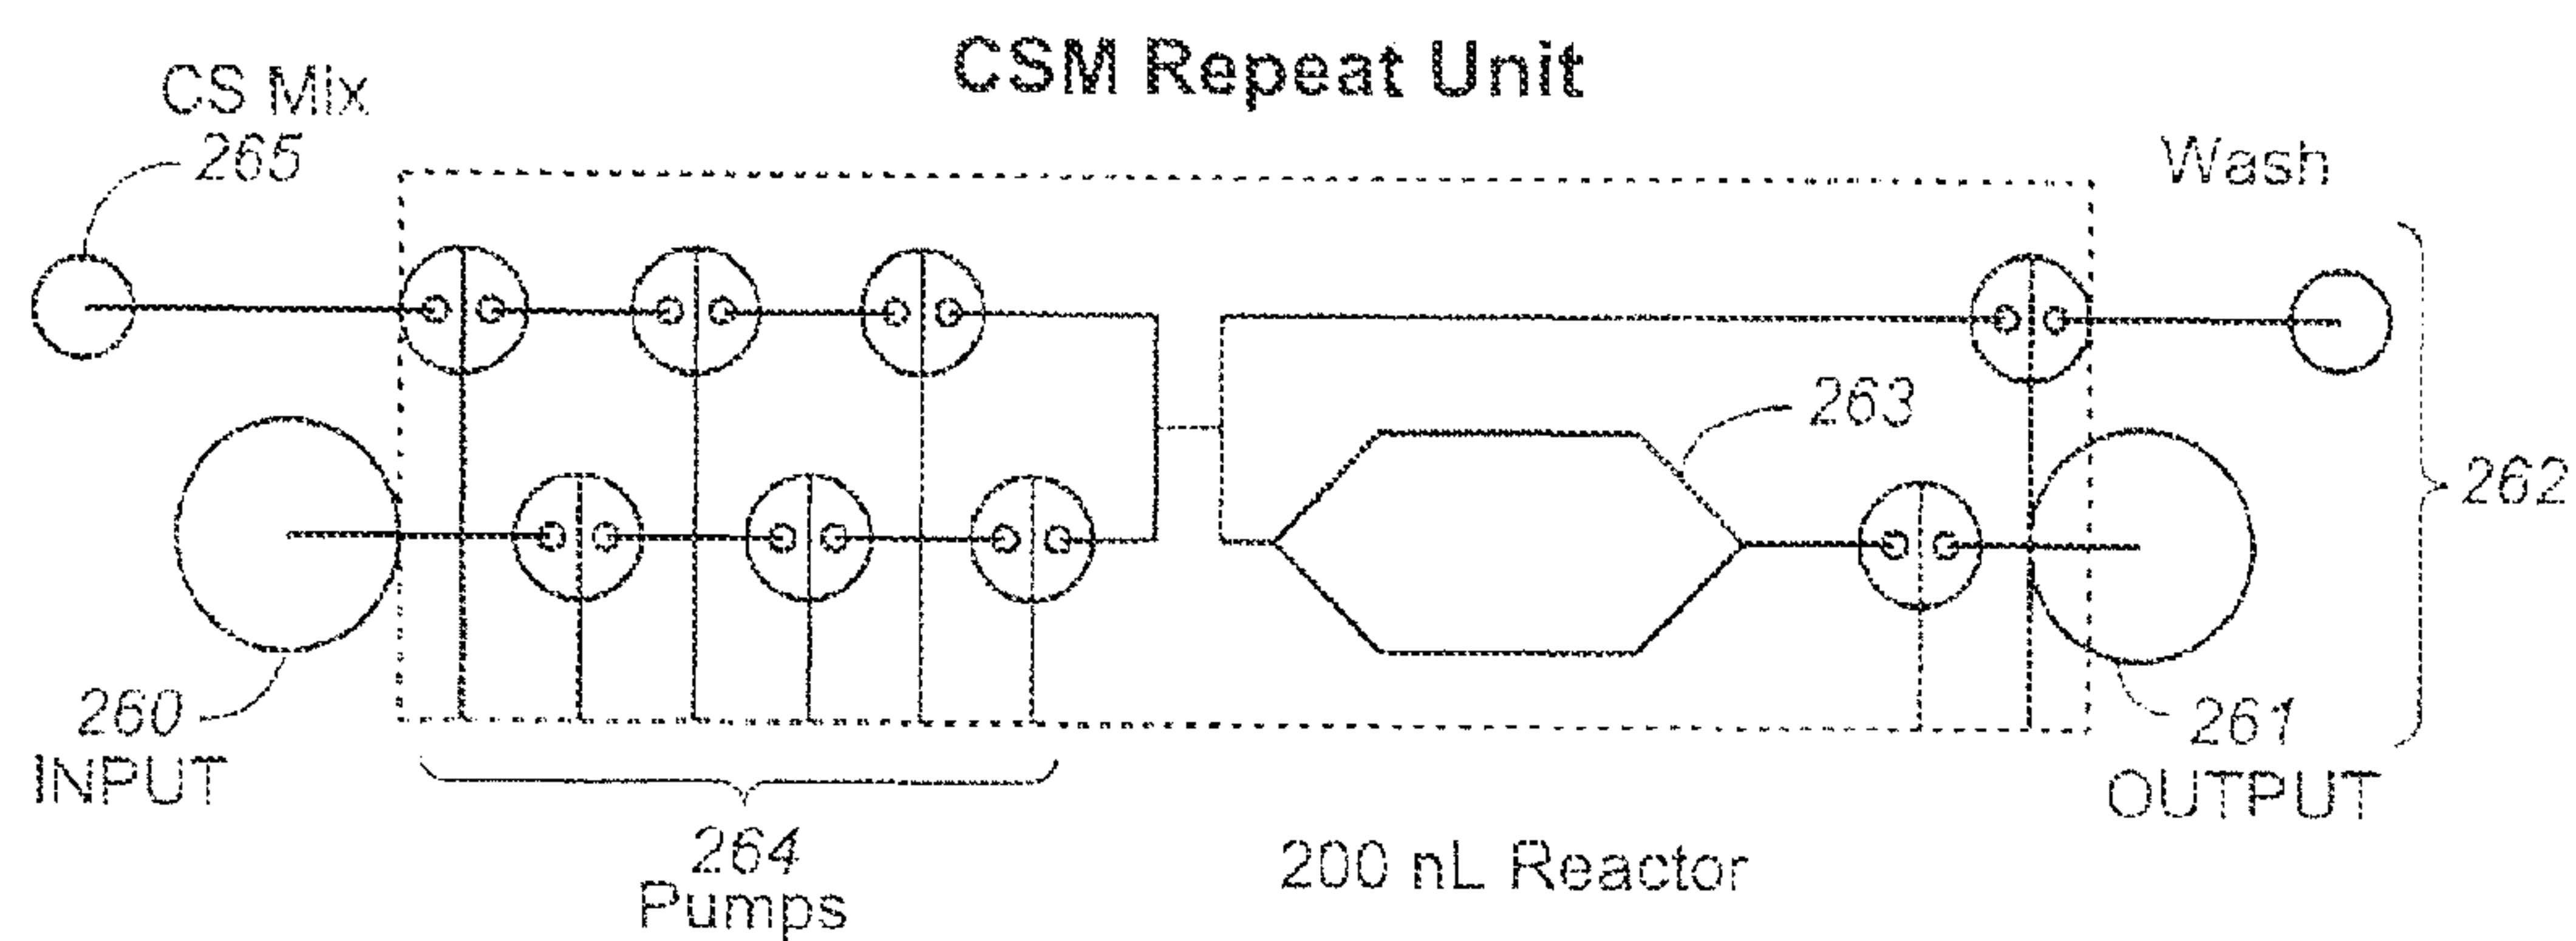 CSM Repeat Unit
CS Mix
265
Wash
263
262
260
INPUT
261
OUTPUT
264
Pumps
200 nL Reactor